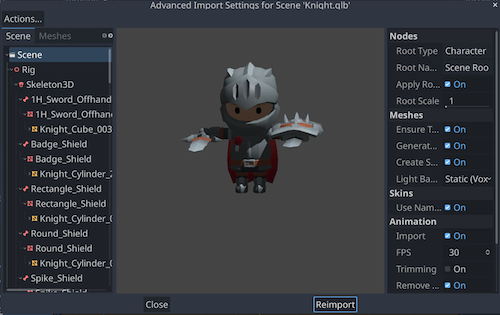 Advanced Import Settings for Scene 'Knight.glb'
Actions...
Scene Meshes
Scene
Rig
Skeleton3D
1H_Sword_Offhand
1H_Sword_Offhan
Knight_Cube_003
Badge_Shield
Badge_Shield
Knight_Cylinder_2
Rectangle_Shield
Rectangle_Shield
Knight_Cylinder_0
Round_Shield
Round_Shield
Knight_Cylinder_0
Spike_Shield
Nodes
Root Type Character
Root Na... Scene Roo
Apply Ro... On
Root Scale 1
Meshes
Ensure T... On
Generat... On
Create S... On
Light Ba... Static (Vox
Skins
Use Nam... On
Animation
Import On
FPS 30
Trimming On
Remove ... On
Close
Reimport